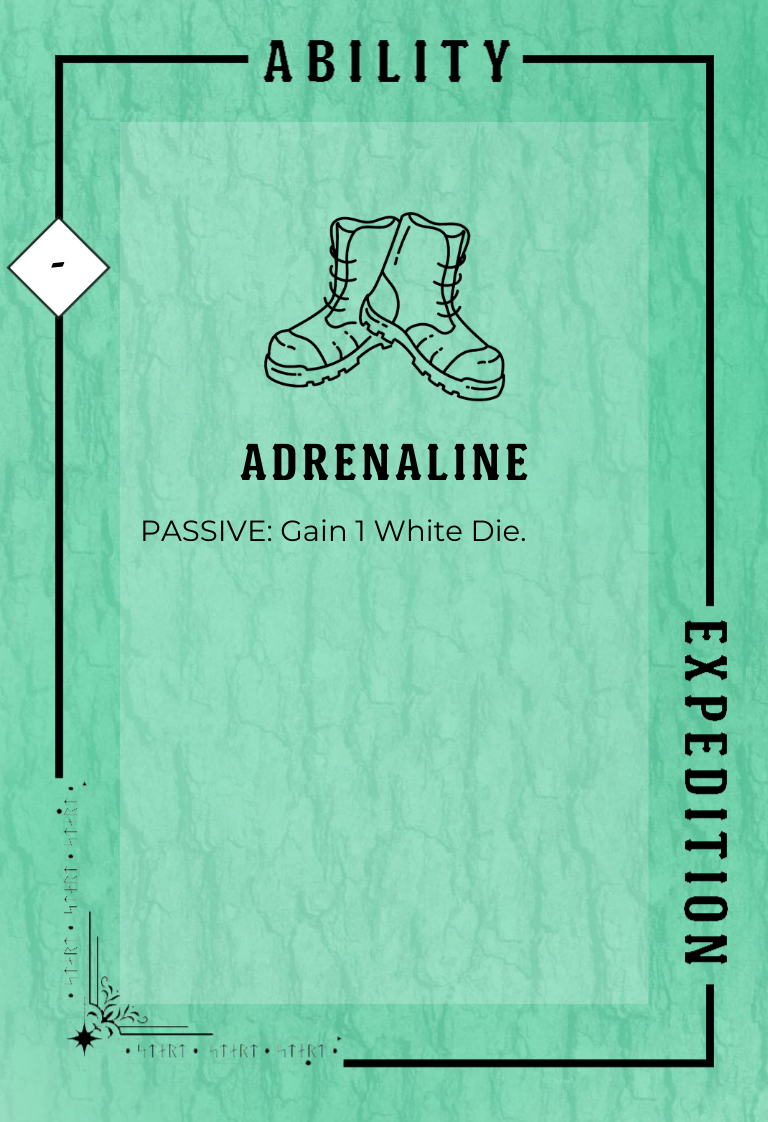 ABILITY
-
ADRENALINE
PASSIVE: Gain 1 White Die.
EXPEDITION